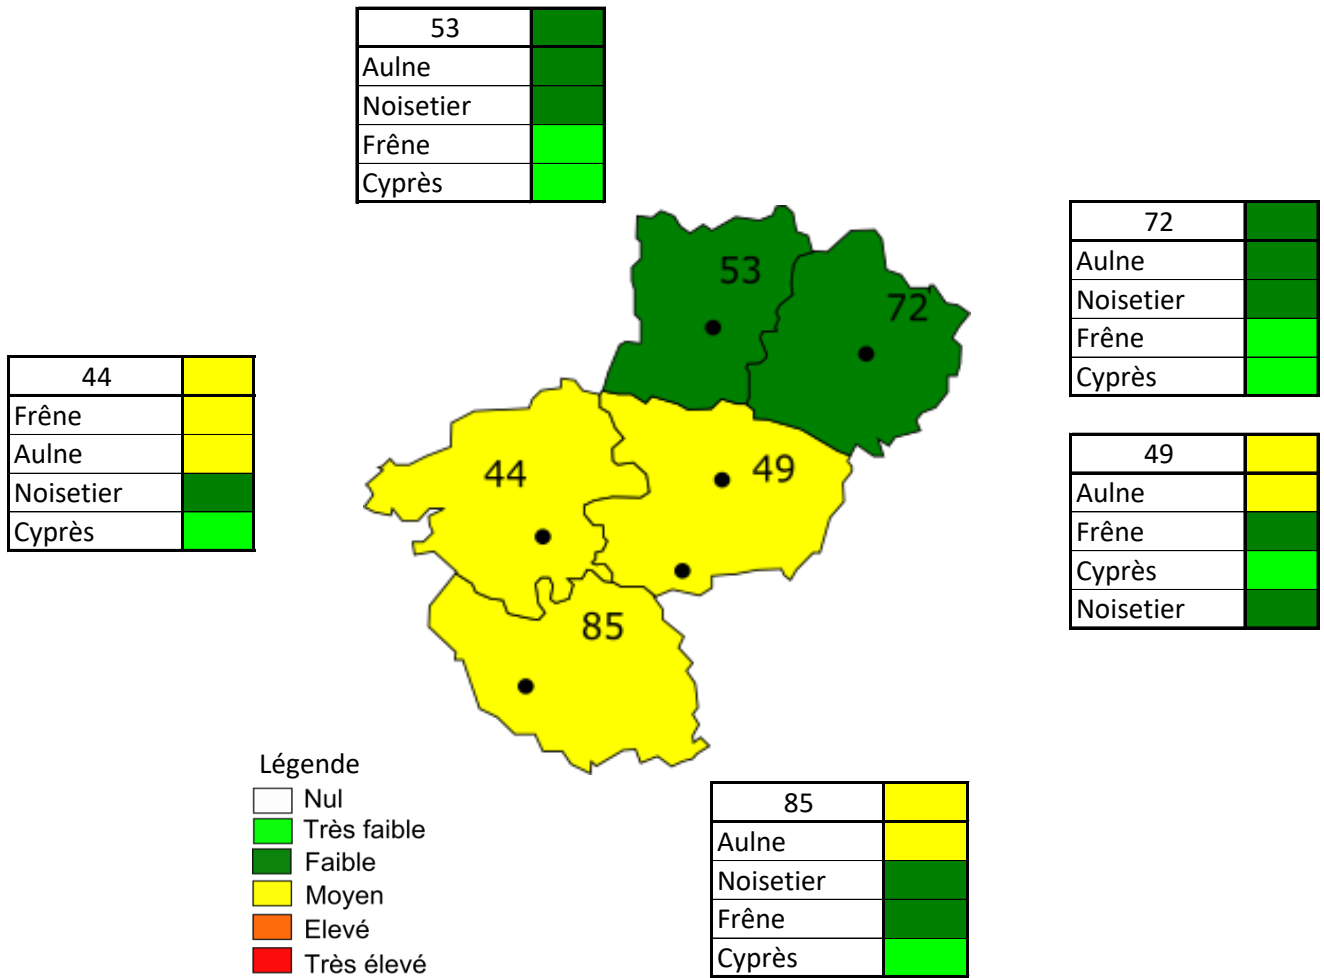 53
Aulne
Noisetier
Frêne
Cyprès
72
Aulne
Noisetier
Frêne
Cyprès
53
72
44
Frêne
Aulne
Noisetier
Cyprès
44
49
49
Aulne
Frêne
Cyprès
Noisetier
85
Légende
Nul
Très faible
Faible
Moyen
Elevé
Très élevé
85
Aulne
Noisetier
Frêne
Cyprès